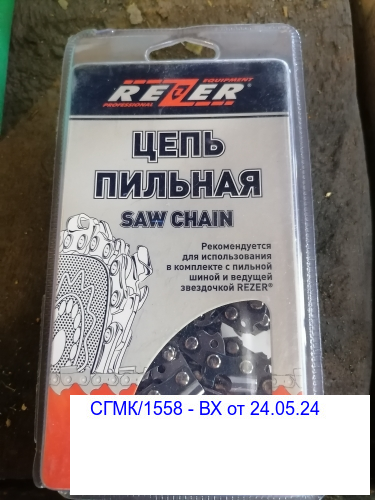 EQUIPMENT
REZER
PROFESSIONAL
ЦЕПЬ
ПИЛЬНАЯ
SAW CHAIN
Рекомендуется
для использования
в комплекте с пильной
шиной и ведущей
звездочкой REZER®
СГМК/1558 - ВХ от 24.05.24